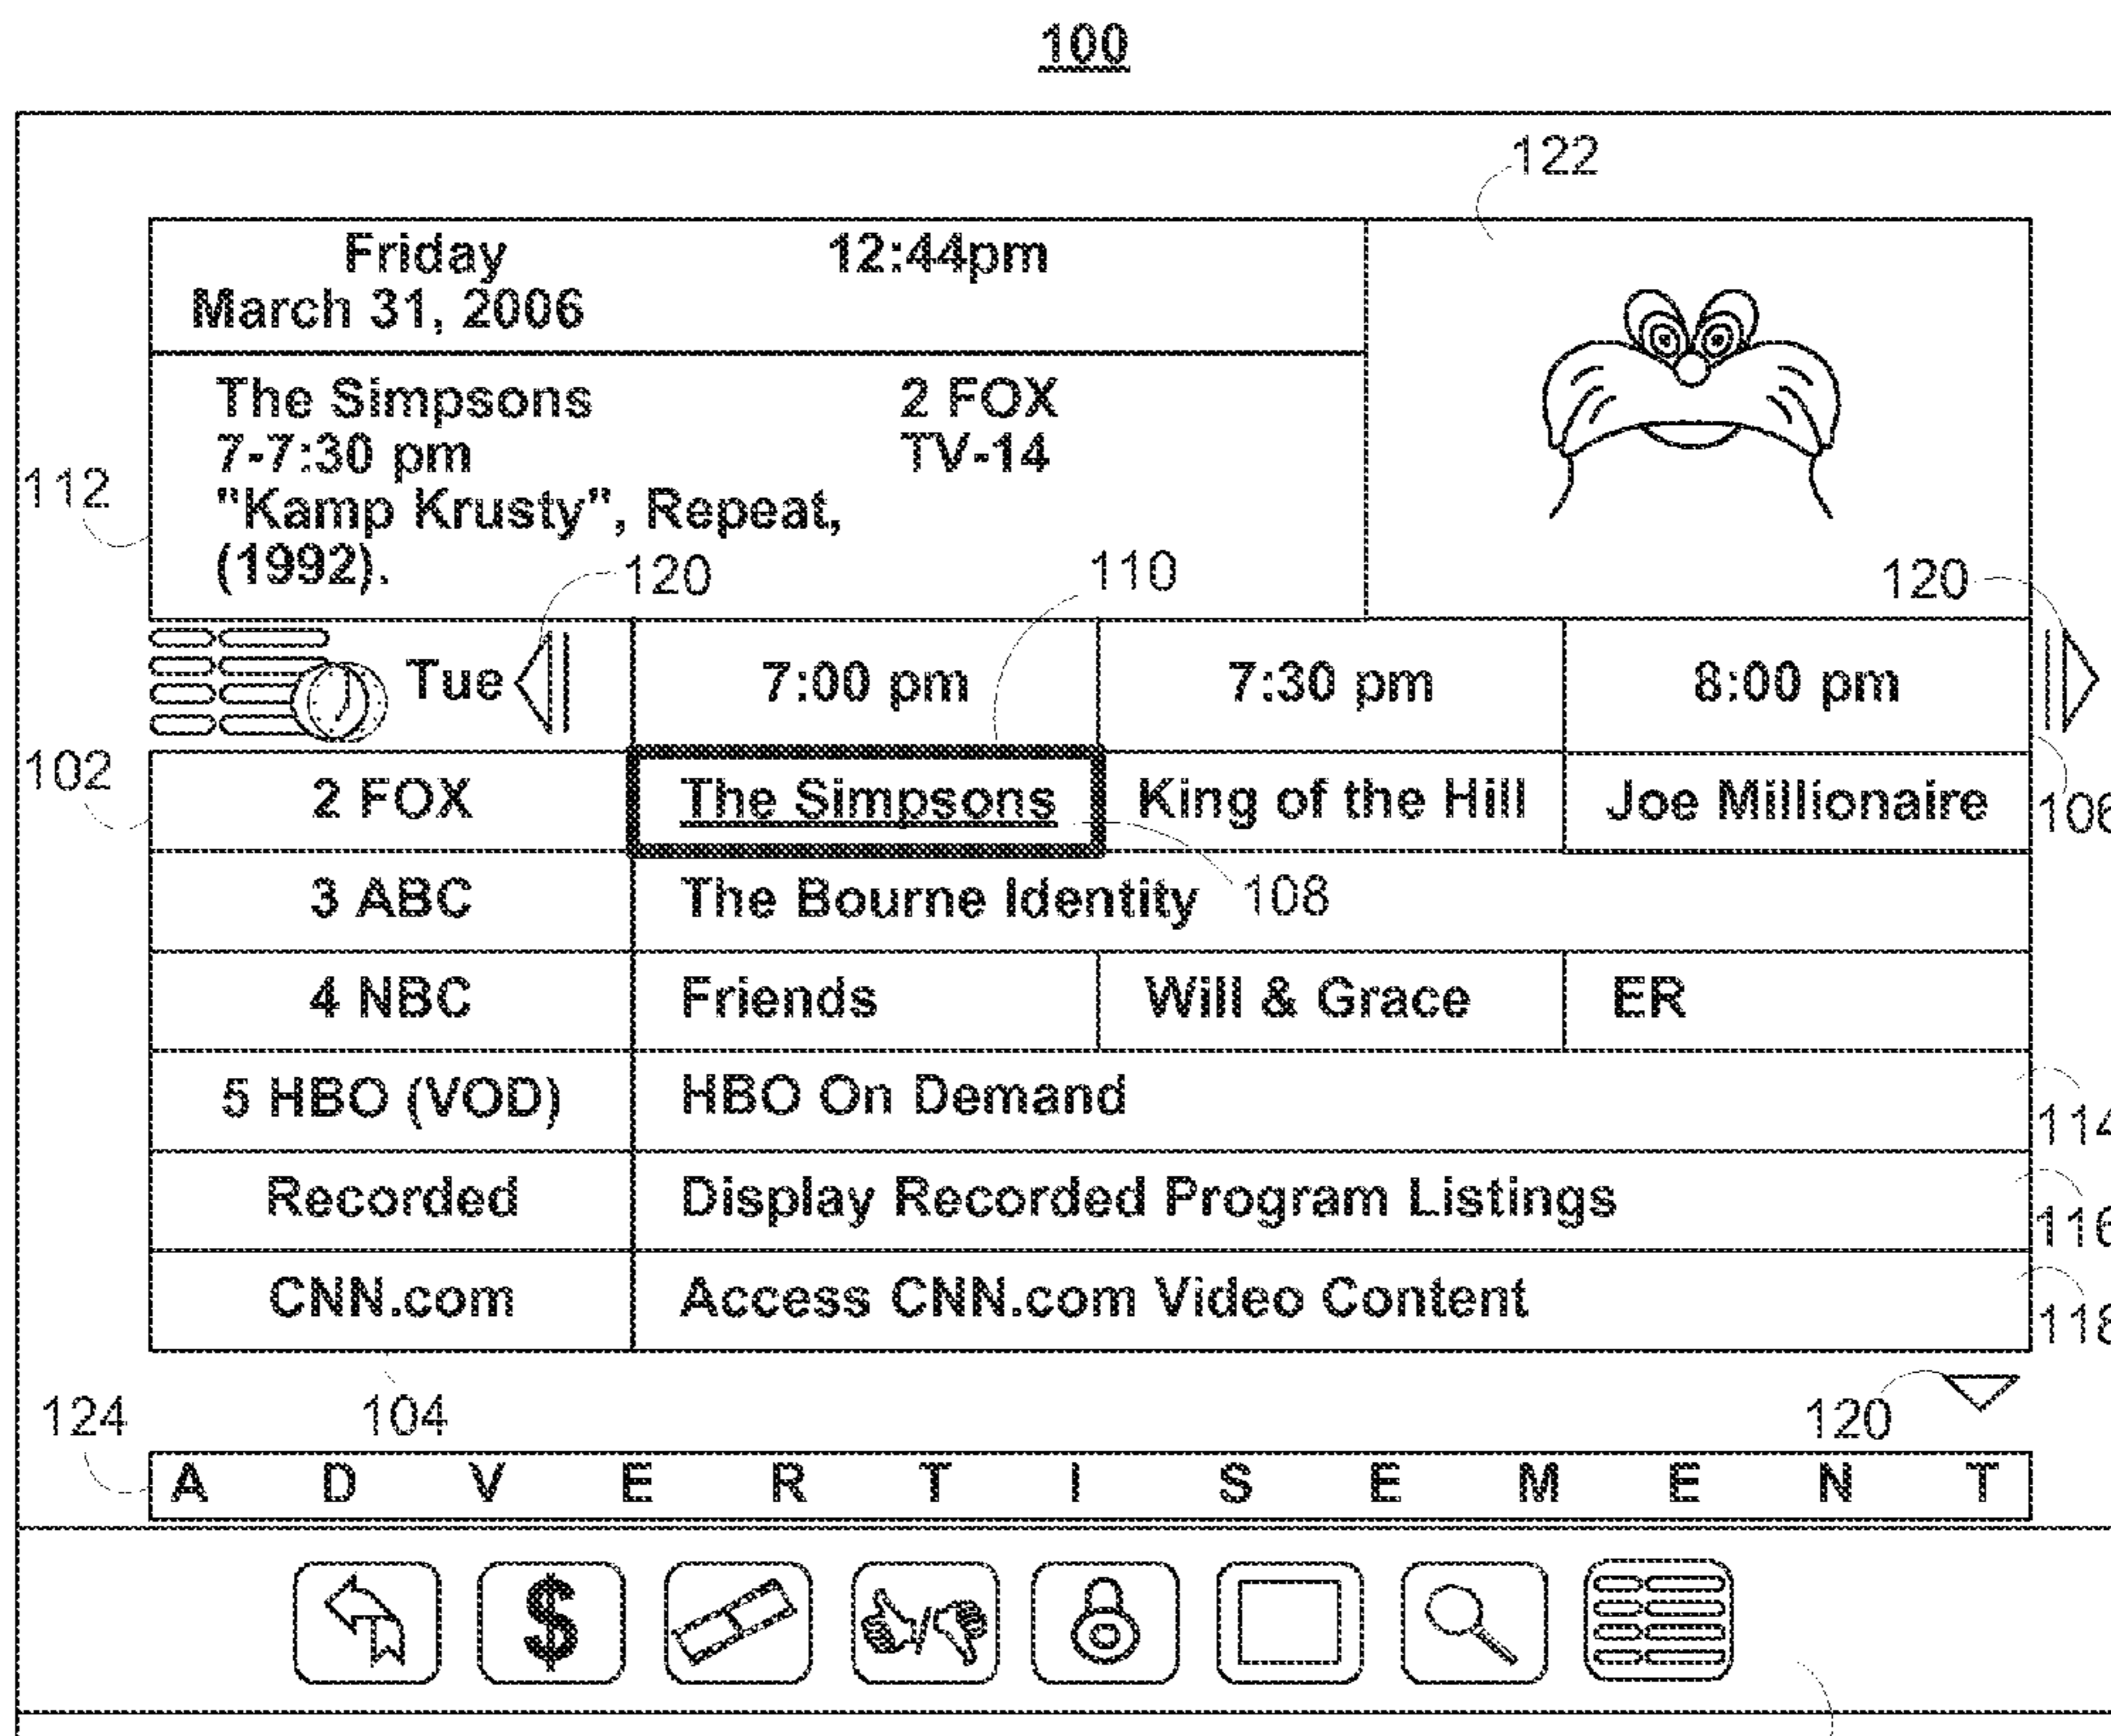 100
122
Friday 12:44pm
March 31, 2006
The Simpsons 2 FOX
7-7:30 pm TV-14
112
"Kamp Krusty", Repeat,
(1992).
120 110 120
Tue 7:00 pm 7:30 pm 8:00 pm
102
2 FOX The Simpsons King of the Hill Joe Millionaire 106
3 ABC The Bourne Identity 108
4 NBC Friends Will & Grace ER
5 HBO (VOD) HBO On Demand 114
Recorded Display Recorded Program Listings 116
CNN.com Access CNN.com Video Content 118
124 104 120
A D V E R T I S E M E N T
$